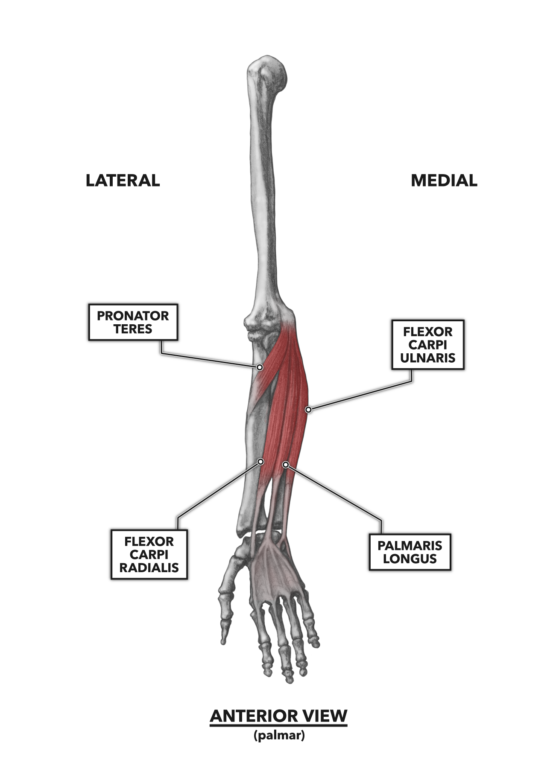 LATERAL
MEDIAL
PRONATOR
TERES
FLEXOR
CARPI
ULNARIS
FLEXOR
CARPI
RADIALIS
PALMARIS
LONGUS
ANTERIOR VIEW
(palmar)